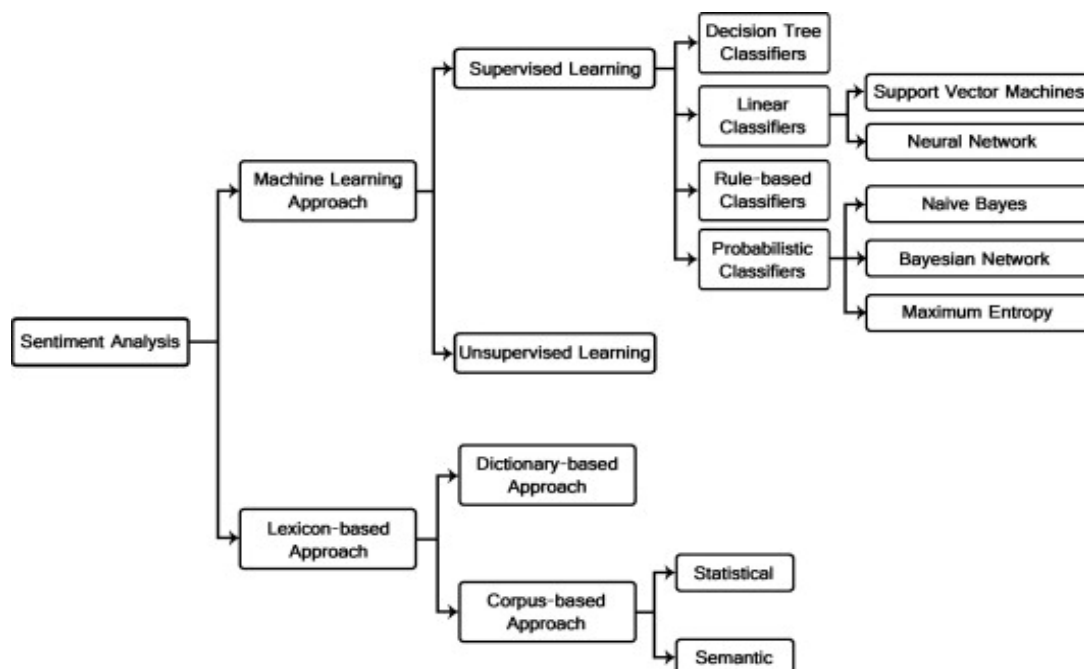 Decision Tree
Classifiers
Supervised Learning
Support Vector Machines
Linear
Classifiers
Neural Network
Machine Learning
Approach
Rule-based
Classifiers
Naive Bayes
Probabilistic
Classifiers
Bayesian Network
Maximum Entropy
Sentiment Analysis
Unsupervised Learning
Dictionary-based
Approach
Lexicon-based
Approach
Statistical
Corpus-based
Approach
Semantic